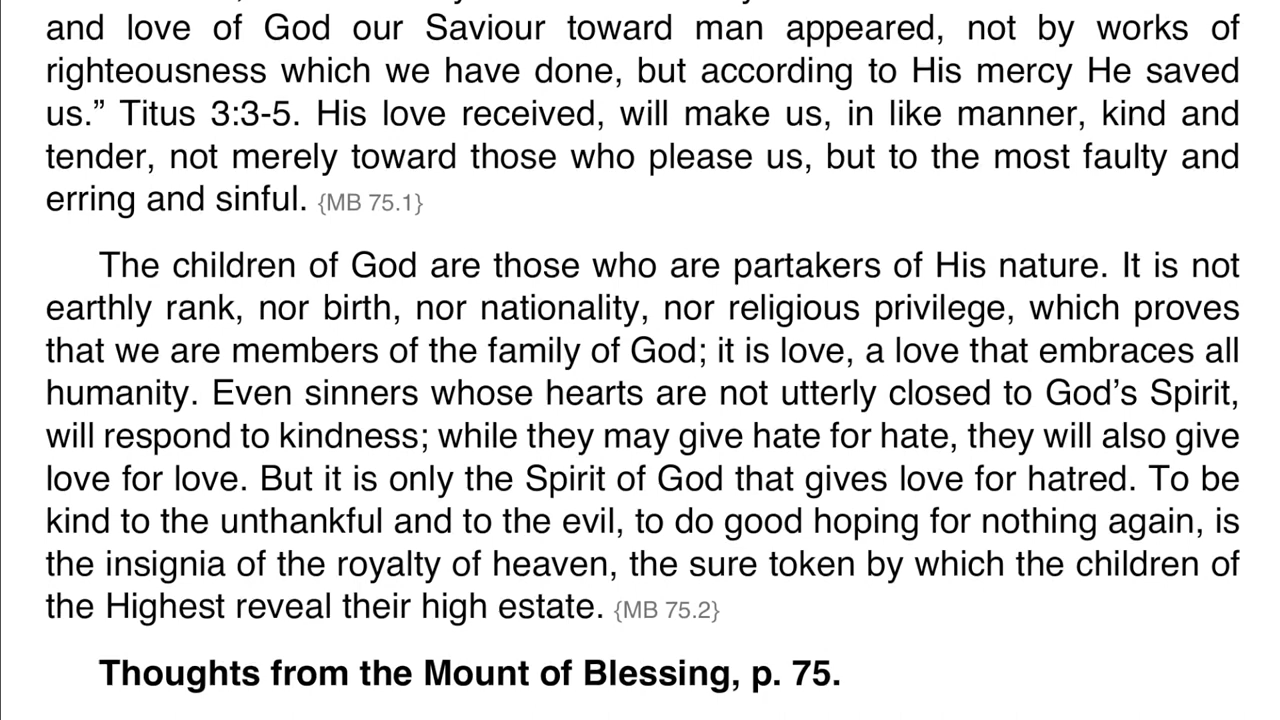 and love of God our Saviour toward man appeared, not by works of
righteousness which we have done, but according to His mercy He saved
us.” Titus 3:3-5. His love received, will make us, in like manner, kind and
tender, not merely toward those who please us, but to the most faulty and
erring and sinful. {MB 75.1}
The children of God are those who are partakers of His nature. It is not
earthly rank, nor birth, nor nationality, nor religious privilege, which proves
that we are members of the family of God; it is love, a love that embraces all
humanity. Even sinners whose hearts are not utterly closed to God’s Spirit,
will respond to kindness; while they may give hate for hate, they will also give
love for love. But it is only the Spirit of God that gives love for hatred. To be
kind to the unthankful and to the evil, to do good hoping for nothing again, is
the insignia of the royalty of heaven, the sure token by which the children of
the Highest reveal their high estate. {MB 75.2}
Thoughts from the Mount of Blessing, p. 75.